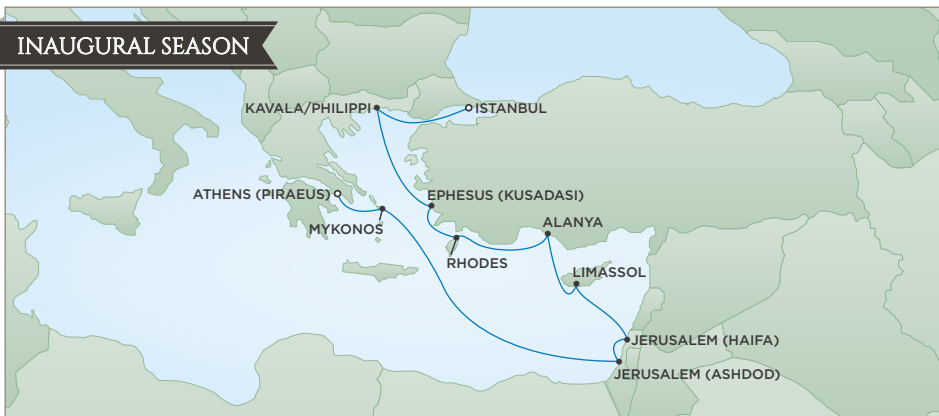 INAUGURAL SEASON
KAVALA/PHILIPPI
ISTANBUL
ATHENS (PIRAEUS)
EPHESUS (KUSADASI)
MYKONOS
ALANYA
RHODES
LIMASSOL
JERUSALEM (HAIFA)
JERUSALEM (ASHDOD)